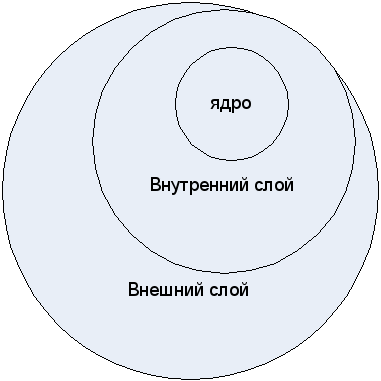 ядро
Внутренний слой
Внешний слой